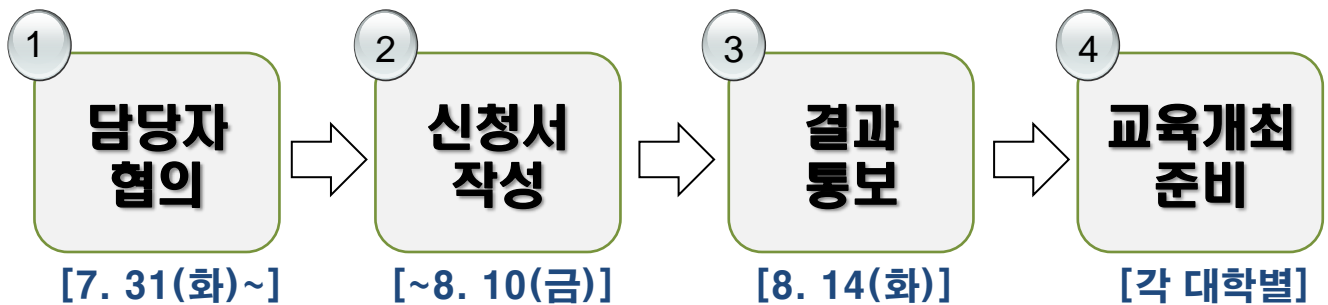 1
담당자
협의
[7. 31(화)~]
2
신청서
작성
[~8. 10(금)]
3
결과
통보
[8. 14(화)]
4
교육개최
준비
[각 대학별]